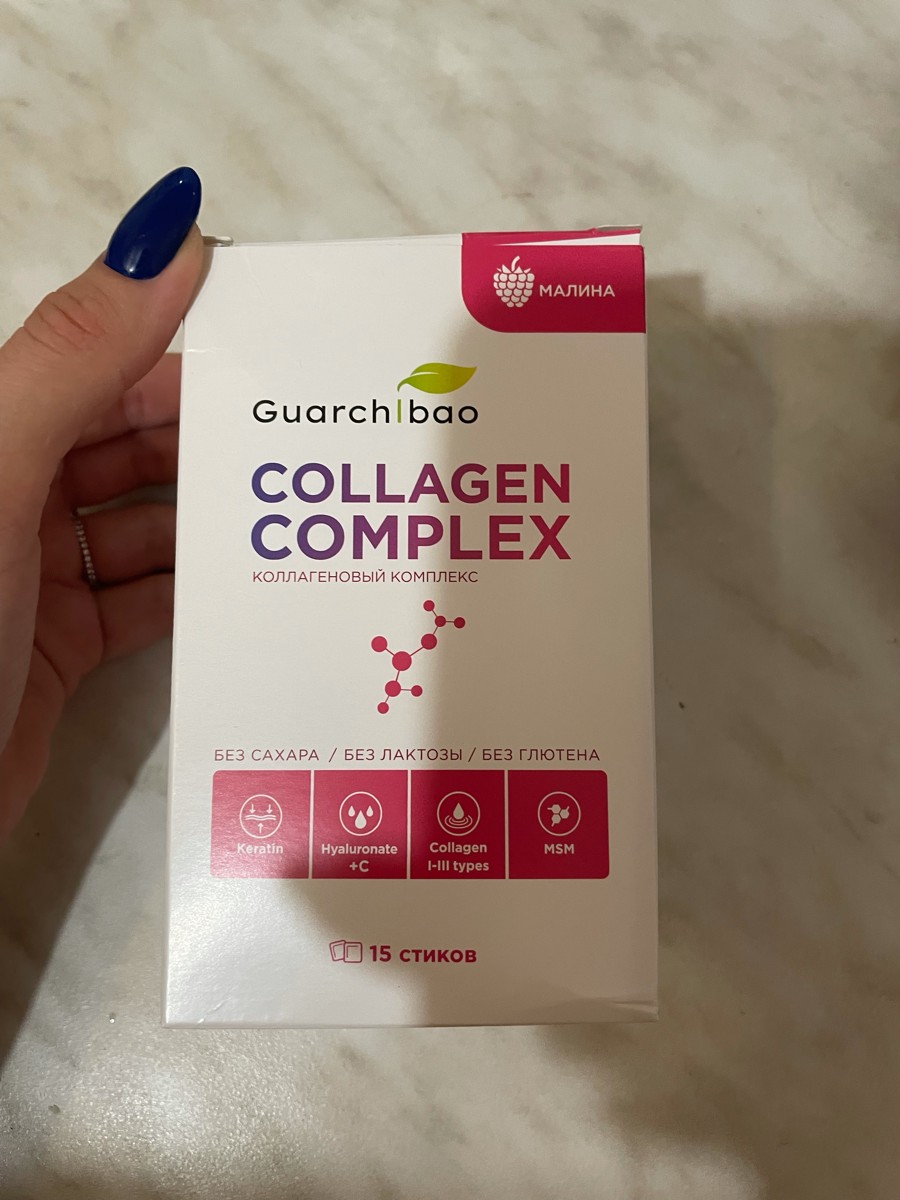 МАЛИНА
Guarchibao
COLLAGEN
COMPLEX
КОЛЛАГЕНОВЫЙ КОМПЛЕКС
БЕЗ САХАРА / БЕЗ ЛАКТОЗЫ / БЕЗ ГЛЮТЕНА
Keratin
Hyaluronate
+C
Collagen
I-III types
MSM
15 СТИКОВ